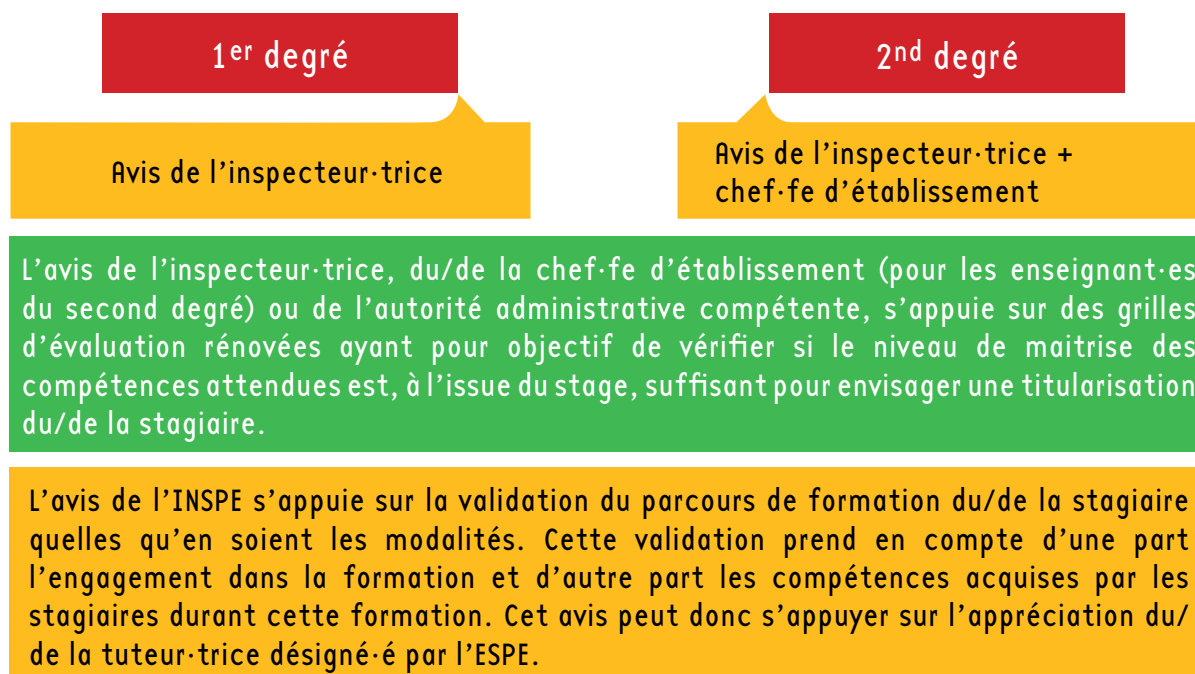 1er degré
2nd degré
Avis de l’inspecteur·trice
Avis de l’inspecteur·trice +
chef·fe d’établissement
L’avis de l’inspecteur·trice, du/de la chef·fe d’établissement (pour les enseignant·es
du second degré) ou de l’autorité administrative compétente, s’appuie sur des grilles
d’évaluation rénovées ayant pour objectif de vérifier si le niveau de maitrise des
compétences attendues est, à l’issue du stage, suffisant pour envisager une titularisation
du/de la stagiaire.
L’avis de l’INSPE s’appuie sur la validation du parcours de formation du/de la stagiaire
quelles qu’en soient les modalités. Cette validation prend en compte d’une part
l’engagement dans la formation et d’autre part les compétences acquises par les
stagiaires durant cette formation. Cet avis peut donc s’appuyer sur l’appréciation du/
de la tuteur·trice désigné·é par l’ESPE.